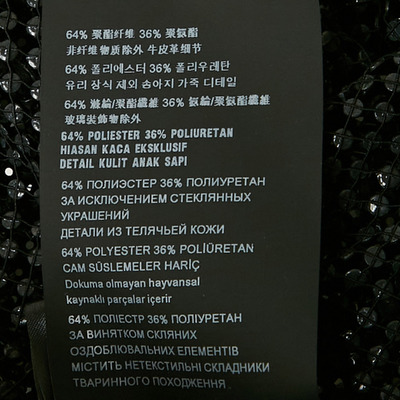 64% 聚酯纤维 36% 聚氨酯
非纤维物质除外 牛皮革细节
64% 폴리에스터 36% 폴리우레탄
유리 장식 제외 송아지 가죽 디테일
64% 滌綸/聚酯纖維 36% 氨綸/聚氨酯纖維
玻璃裝飾物除外
64% POLIESTER 36% POLIURETAN
HIASAN KACA EKSKLUSIF
DETAIL KULIT ANAK SAPI
64% ПОЛИЭСТЕР 36% ПОЛИУРЕТАН
ЗА ИСКЛЮЧЕНИЕМ СТЕКЛЯННЫХ
УКРАШЕНИЙ
ДЕТАЛИ ИЗ ТЕЛЯЧЬЕЙ КОЖИ
64% POLYESTER 36% POLİÜRETAN
CAM SÜSLEMELER HARİÇ
Dokuma olmayan hayvansal
kaynaklı parçalar içerir
64% ПОЛІЕСТР 36% ПОЛІУРЕТАН
ЗА ВИНЯТКОМ СКЛЯНИХ
ОЗДОБЛЮВАЛЬНИХ ЕЛЕМЕНТІВ
МІСТИТЬ НЕТЕКСТИЛЬНІ СКЛАДНИКИ
ТВАРИННОГО ПОХОДЖЕННЯ